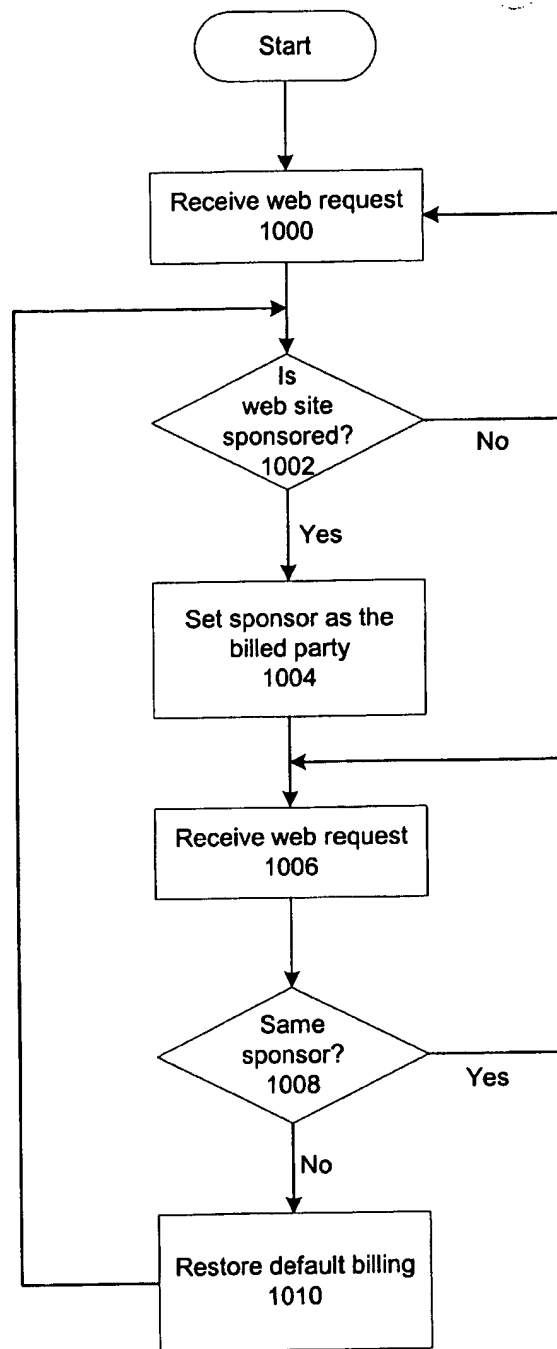 Start
Receive web request
1000
Is
web site
sponsored?
1002
No
Yes
Set sponsor as the
billed party
1004
Receive web request
1006
Same
sponsor?
1008
Yes
No
Restore default billing
1010